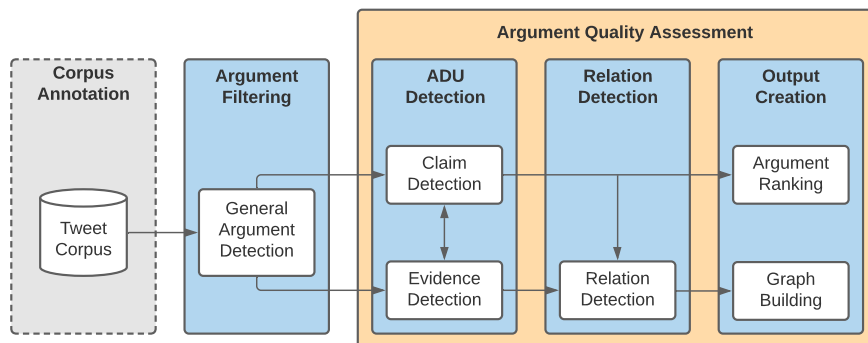 Argument Quality Assessment
Corpus
Annotation
Argument
Filtering
ADU
Detection
Relation
Detection
Output
Creation
Tweet
Corpus
General
Argument
Detection
Claim
Detection
Evidence
Detection
Relation
Detection
Argument
Ranking
Graph
Building